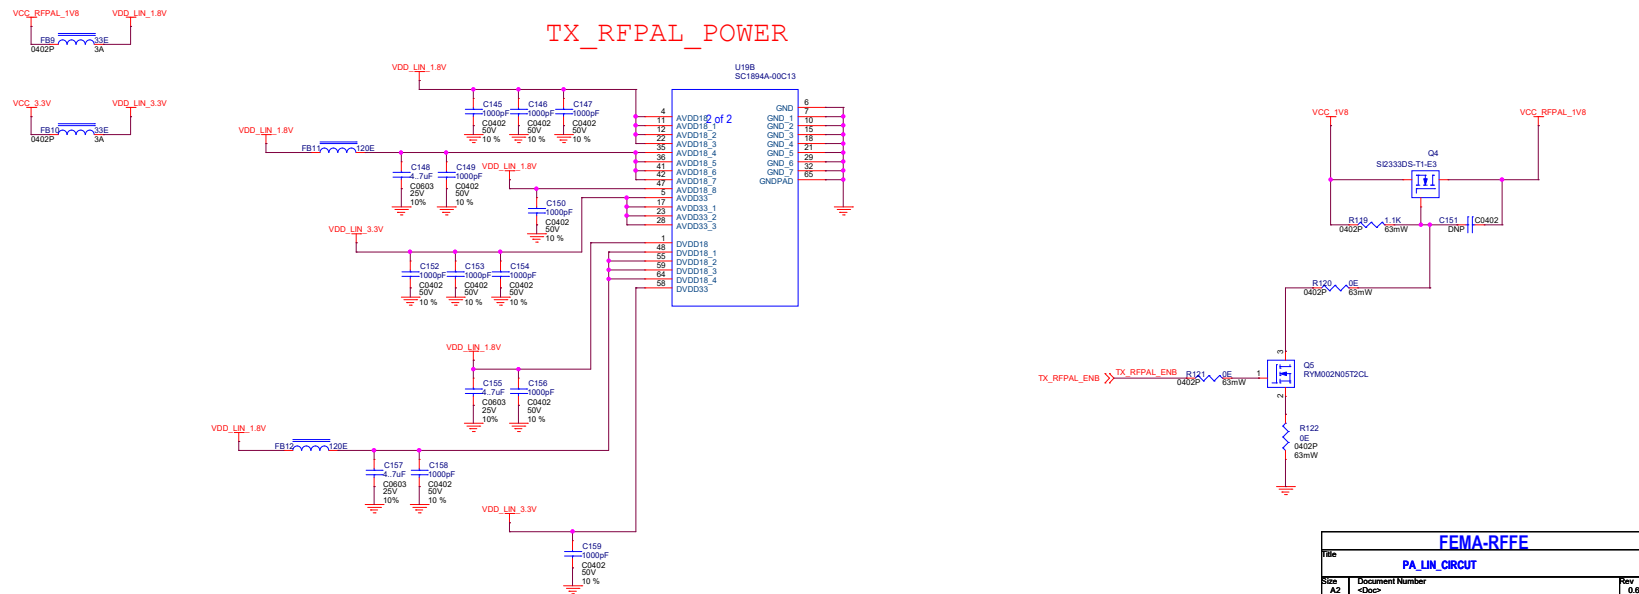 TX_RFPAL_POWER
VCC_RFPAL_1V8
VDD_LIN_1.8V
FB9
33E
0402P
3A
VCC_3.3V
VDD_LIN_3.3V
FB10
33E
0402P
3A
VDD_LIN_1.8V
C145
1000pF
C0402
50V
10 %
C146
1000pF
C0402
50V
10 %
C147
1000pF
C0402
50V
10 %
VDD_LIN_1.8V
FB11
120E
C148
4.7uF
C0603
25V
10%
C149
1000pF
C0402
50V
10 %
VDD_LIN_1.8V
C150
1000pF
C0402
50V
10 %
VDD_LIN_3.3V
C152
1000pF
C0402
50V
10 %
C153
1000pF
C0402
50V
10 %
C154
1000pF
C0402
50V
10 %
VDD_LIN_1.8V
C155
4.7uF
C0603
25V
10%
C156
1000pF
C0402
50V
10 %
VDD_LIN_1.8V
FB12
120E
C157
4.7uF
C0603
25V
10%
C158
1000pF
C0402
50V
10 %
VDD_LIN_3.3V
C159
1000pF
C0402
50V
10 %
U19B
SC1894A-00C13
2 of 2
4 AVDD18
11 AVDD18_1
12 AVDD18_2
22 AVDD18_3
35 AVDD18_4
36 AVDD18_5
41 AVDD18_6
42 AVDD18_7
47 AVDD18_8
5 AVDD33
17 AVDD33_1
23 AVDD33_2
28 AVDD33_3
1 DVDD18
48 DVDD18_1
55 DVDD18_2
59 DVDD18_3
64 DVDD18_4
58 DVDD33
GND 6
GND_1 7
GND_2 10
GND_3 15
GND_4 18
GND_5 21
GND_6 29
GND_7 32
GNDPAD 65
VCC_1V8
VCC_RFPAL_1V8
Q4
SI2333DS-T1-E3
R119
1.1K
0402P
63mW
C151
C0402
DNP
R120
0E
0402P
63mW
TX_RFPAL_ENB
TX_RFPAL_ENB
R121
0E
0402P
63mW
1
3
2
Q5
RYM002N05T2CL
R122
0E
0402P
63mW
FEMA-RFFE
Title
PA_LIN_CIRCUT
Size
A2
Document Number
<Doc>
Rev
0.6